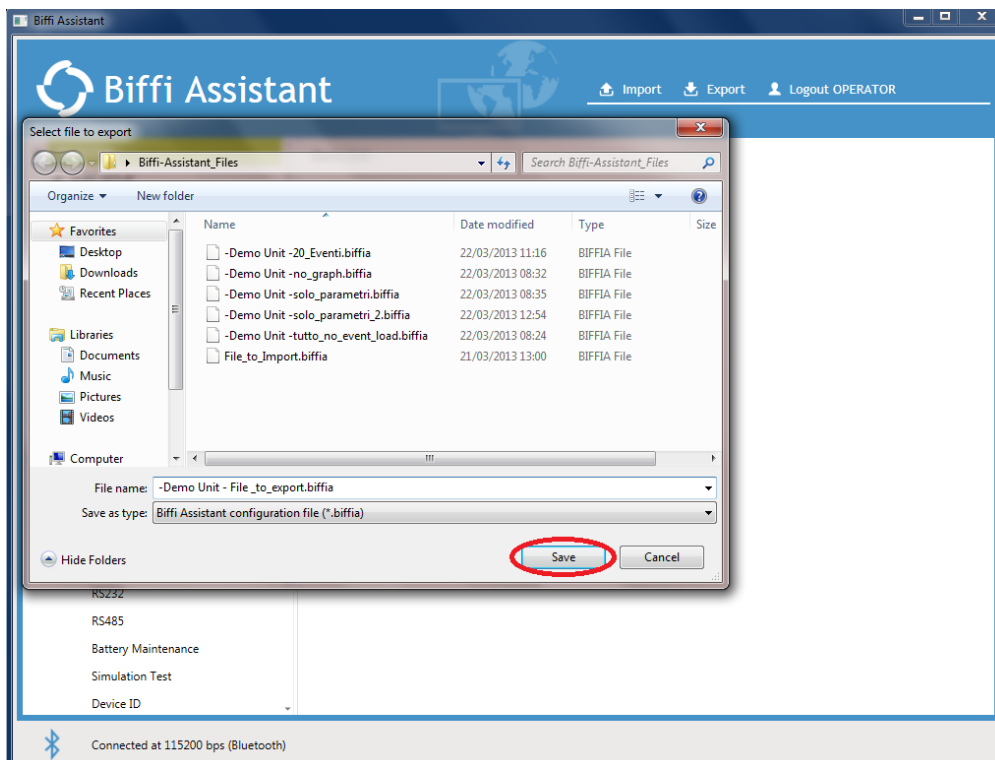 Biffi Assistant
Biffi Assistant
Import Export Logout OPERATOR
Select file to export
Biffi-Assistant_Files Search Biffi-Assistant_Files
Organize New folder
Favorites
Desktop
Downloads
Recent Places
Libraries
Documents
Music
Pictures
Videos
Computer
Name Date modified Type Size
-Demo Unit -20_Eventi.biffia 22/03/2013 11:16 BIFFIA File
-Demo Unit -no_graph.biffia 22/03/2013 08:32 BIFFIA File
-Demo Unit -solo_parametri.biffia 22/03/2013 08:35 BIFFIA File
-Demo Unit -solo_parametri_2.biffia 22/03/2013 12:54 BIFFIA File
-Demo Unit -tutto_no_event_load.biffia 22/03/2013 08:24 BIFFIA File
File_to_Import.biffia 21/03/2013 13:00 BIFFIA File
File name: -Demo Unit - File _to_export.biffia
Save as type: Biffi Assistant configuration file (*.biffia)
Hide Folders Save Cancel
RS232
RS485
Battery Maintenance
Simulation Test
Device ID
Connected at 115200 bps (Bluetooth)